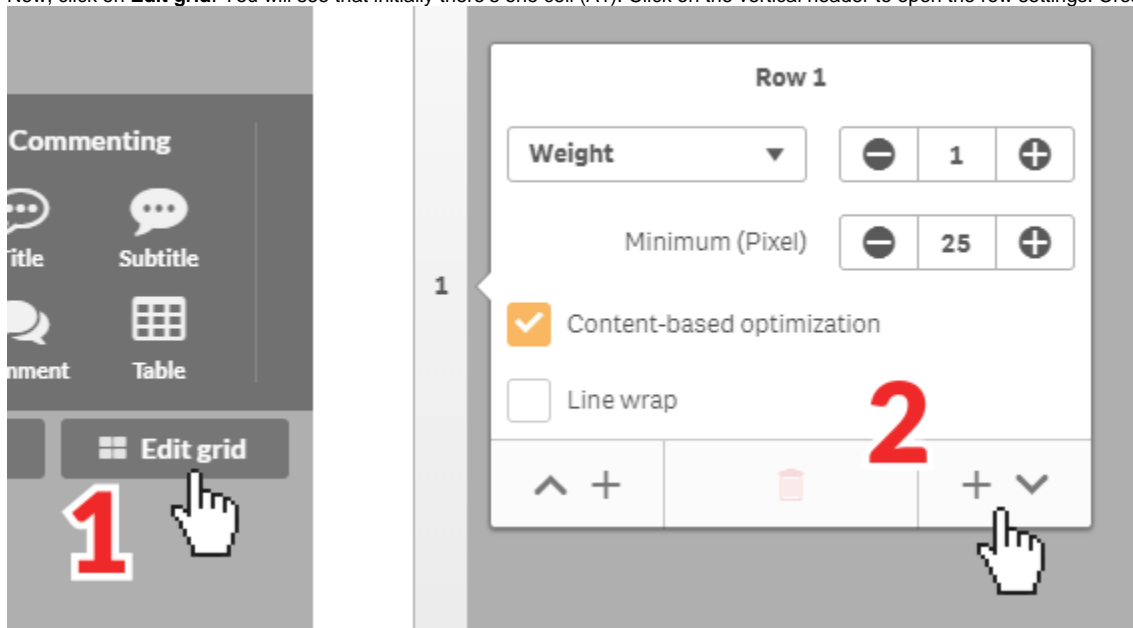 Commenting
Subtitle
Table
Edit grid
1
1
Row 1
Weight
1
Minimum (Pixel)
25
Content-based optimization
Line wrap
2